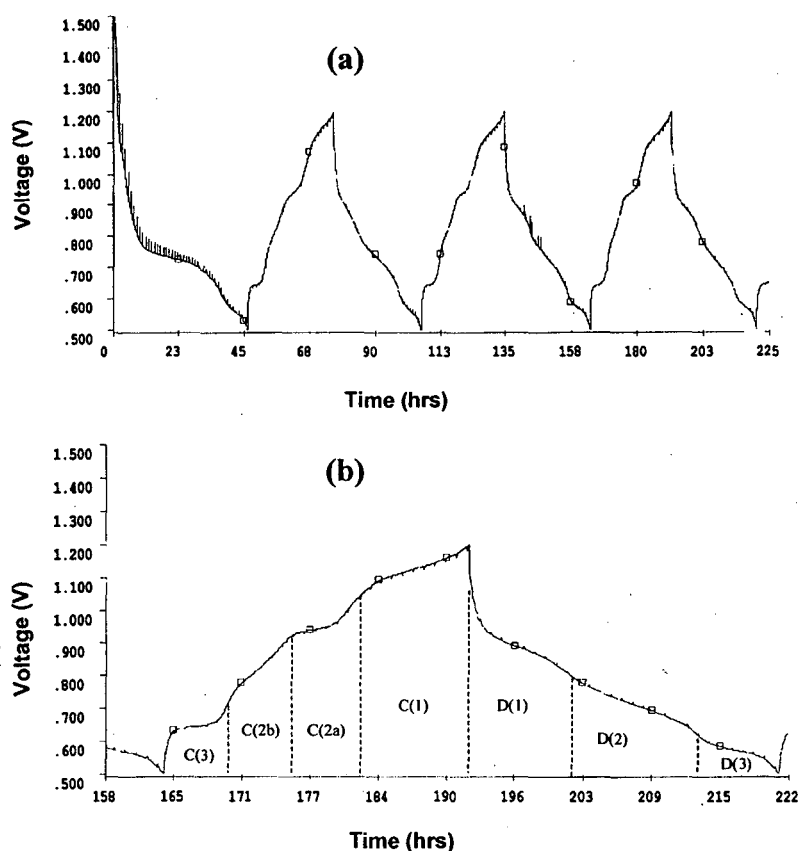 (a)
Voltage (V)
1.500
1.400
1.300
1.200
1.100
1.000
.900
.800
.700
.600
.500
0 23 45 68 90 113 135 158 180 203 225
Time (hrs)
(b)
Voltage (V)
1.500
1.400
1.300
1.200
1.100
1.000
.900
.800
.700
.600
.500
C(3) C(2b) C(2a) C(1) D(1) D(2) D(3)
158 165 171 177 184 190 196 203 209 215 222
Time (hrs)